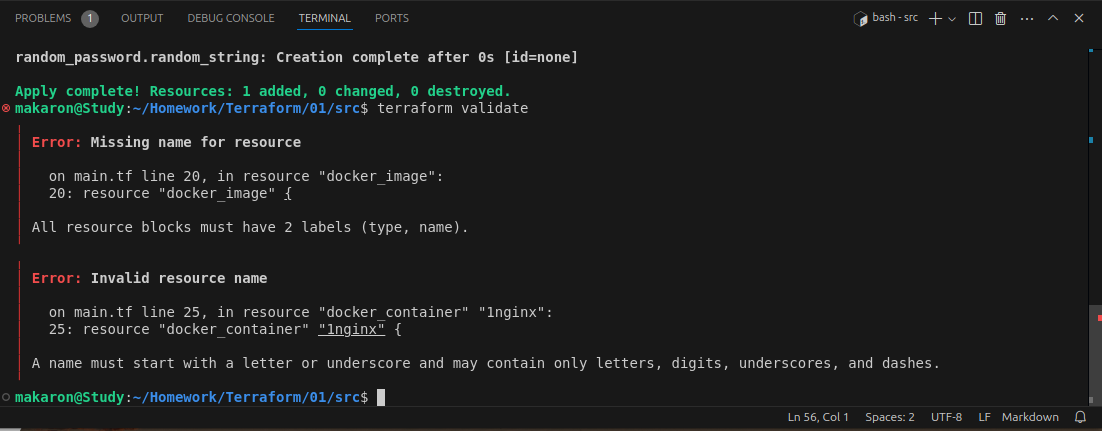 PROBLEMS 1 OUTPUT DEBUG CONSOLE TERMINAL PORTS bash - src
random_password.random_string: Creation complete after 0s [id=none]
Apply complete! Resources: 1 added, 0 changed, 0 destroyed.
makaron@Study:~/Homework/Terraform/01/src$ terraform validate
Error: Missing name for resource
on main.tf line 20, in resource "docker_image":
20: resource "docker_image" {
All resource blocks must have 2 labels (type, name).
Error: Invalid resource name
on main.tf line 25, in resource "docker_container" "1nginx":
25: resource "docker_container" "1nginx" {
A name must start with a letter or underscore and may contain only letters, digits, underscores, and dashes.
makaron@Study:~/Homework/Terraform/01/src$
Ln 56, Col 1 Spaces: 2 UTF-8 LF Markdown